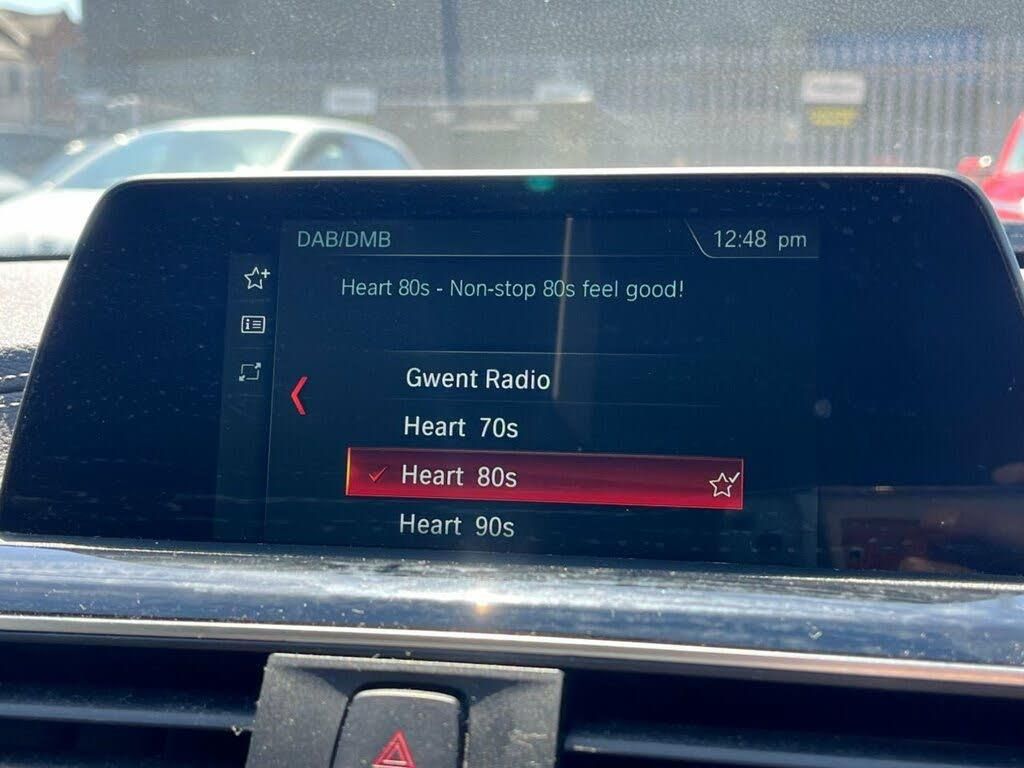 DAB/DMB
12:48 pm
Heart 80s - Non-stop 80s feel good!
Gwent Radio
Heart 70s
Heart 80s
Heart 90s